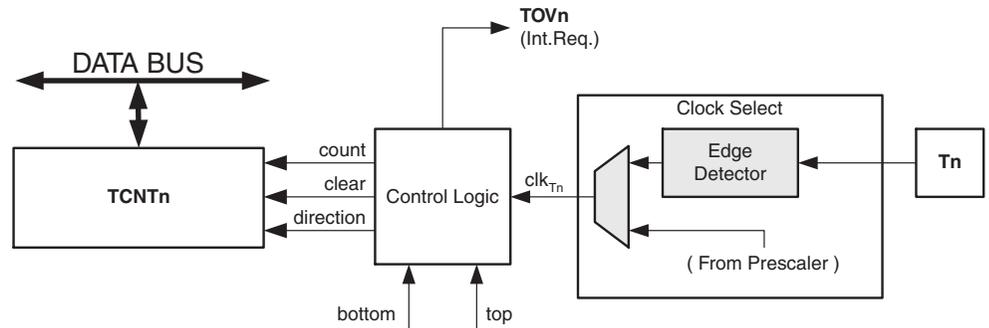 TOVn
(Int.Req.)
DATA BUS
Clock Select
count
Edge
Detector
Tn
TCNTn
clear
Control Logic
clkTn
direction
( From Prescaler )
bottom
top